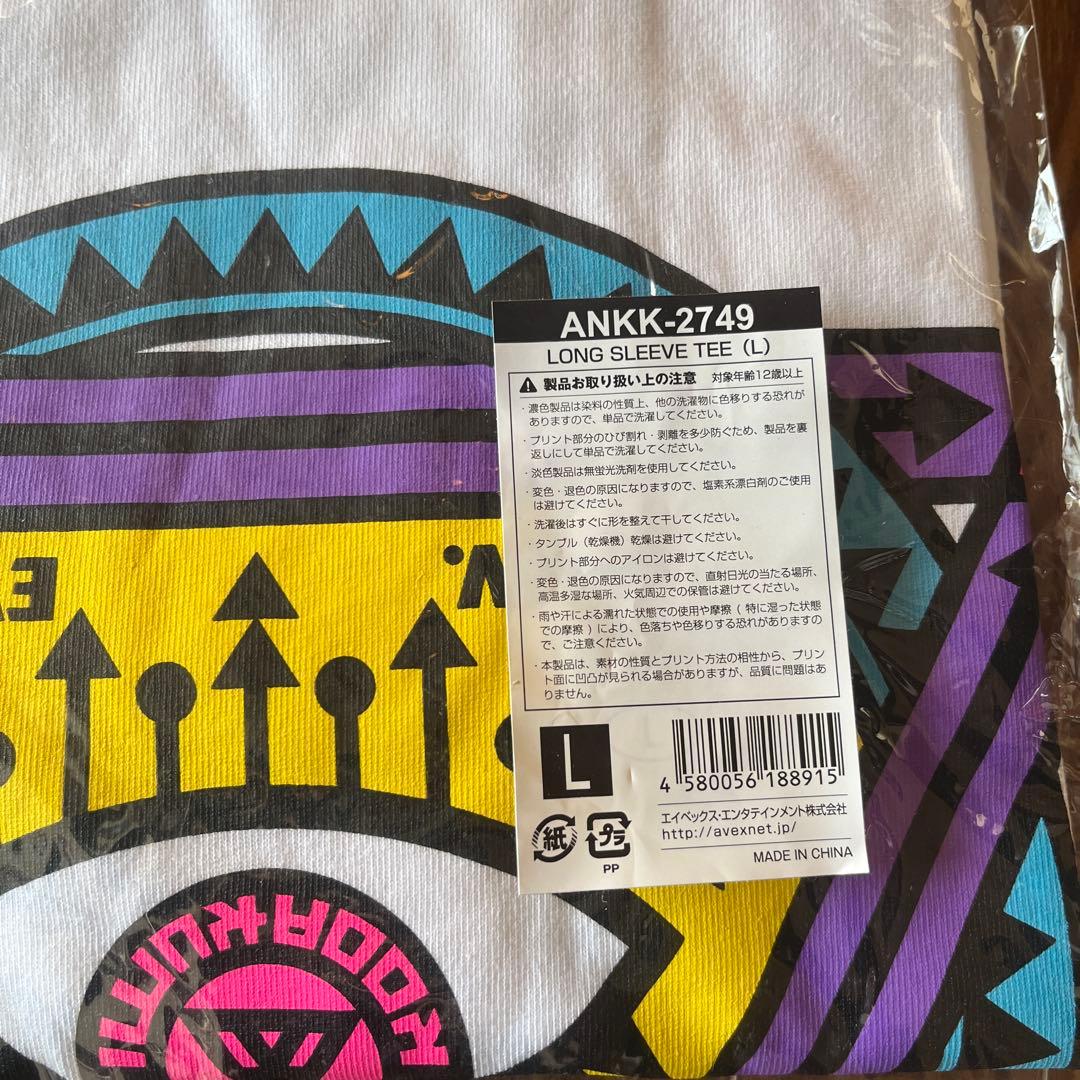 ANKK-2749
LONG SLEEVE TEE（L）
製品お取り扱い上の注意 対象年齢12歳以上
・濃色製品は染料の性質上、他の洗濯物に色移りする恐れが
ありますので、単品で洗濯してください。
・プリント部分のひび割れ・剥離を多少防ぐため、製品を裏
返しにして単品で洗濯してください。
・淡色製品は無蛍光洗剤を使用してください。
・変色・退色の原因になりますので、塩素系漂白剤のご使用
は避けてください。
・洗濯後はすぐに形を整えて干してください。
・タンブル（乾燥機）乾燥は避けてください。
・プリント部分へのアイロンは避けてください。
・変色・退色の原因になりますので、直射日光の当たる場所、
高温多湿な場所、火気周辺での保管は避けてください。
・雨や汗による濡れた状態での使用や摩擦 ( 特に湿った状態
での摩擦 ) により、色落ちや色移りする恐れがありますの
で、ご注意ください。
・本製品は、素材の性質とプリント方法の相性から、プリン
ト面に凹凸が見られる場合がありますが、品質に問題はあ
りません。
L
4 580056 188915
紙
プラ
PP
エイベックス・エンタテインメント株式会社
http://avexnet.jp/
MADE IN CHINA